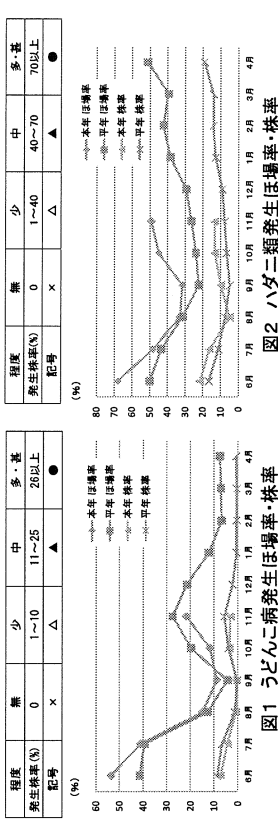 程度 無 少 中 多・甚
発生株率(%) 0 1～10 11～25 26以上
記号 × △ ▲ ●
(%)
60
50
40
30
20
10
0
本年ほ場率
平年ほ場率
本年株率
平年株率
6月 7月 8月 9月 10月 11月 12月 1月 2月 3月 4月
図1 うどんこ病発生ほ場率・株率
程度 無 少 中 多・甚
発生株率(%) 0 1～40 40～70 70以上
記号 × △ ▲ ●
(%)
80
70
60
50
40
30
20
10
0
本年ほ場率
平年ほ場率
本年株率
平年株率
6月 7月 8月 9月 10月 11月 12月 1月 2月 3月 4月
図2 ハダニ類発生ほ場率・株率